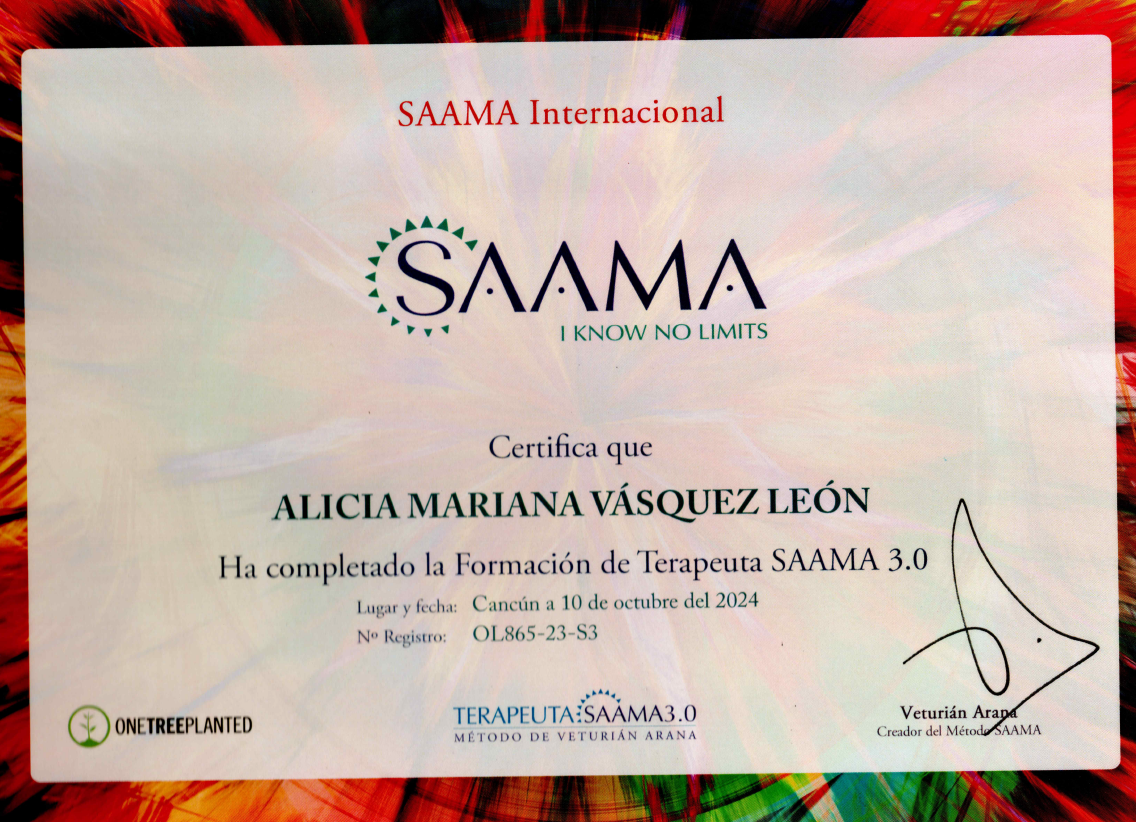 SAAMA Internacional
SAAMA
I KNOW NO LIMITS
Certifica que
ALICIA MARIANA VÁSQUEZ LEÓN
Ha completado la Formación de Terapeuta SAAMA 3.0
Lugar y fecha: Cancún a 10 de octubre del 2024
Nº Registro: OL865-23-S3
ONETREEPLANTED
TERAPEUTA SAAMA3.0
MÉTODO DE VETURIÁN ARANA
Veturián Arana
Creador del Método SAAMA